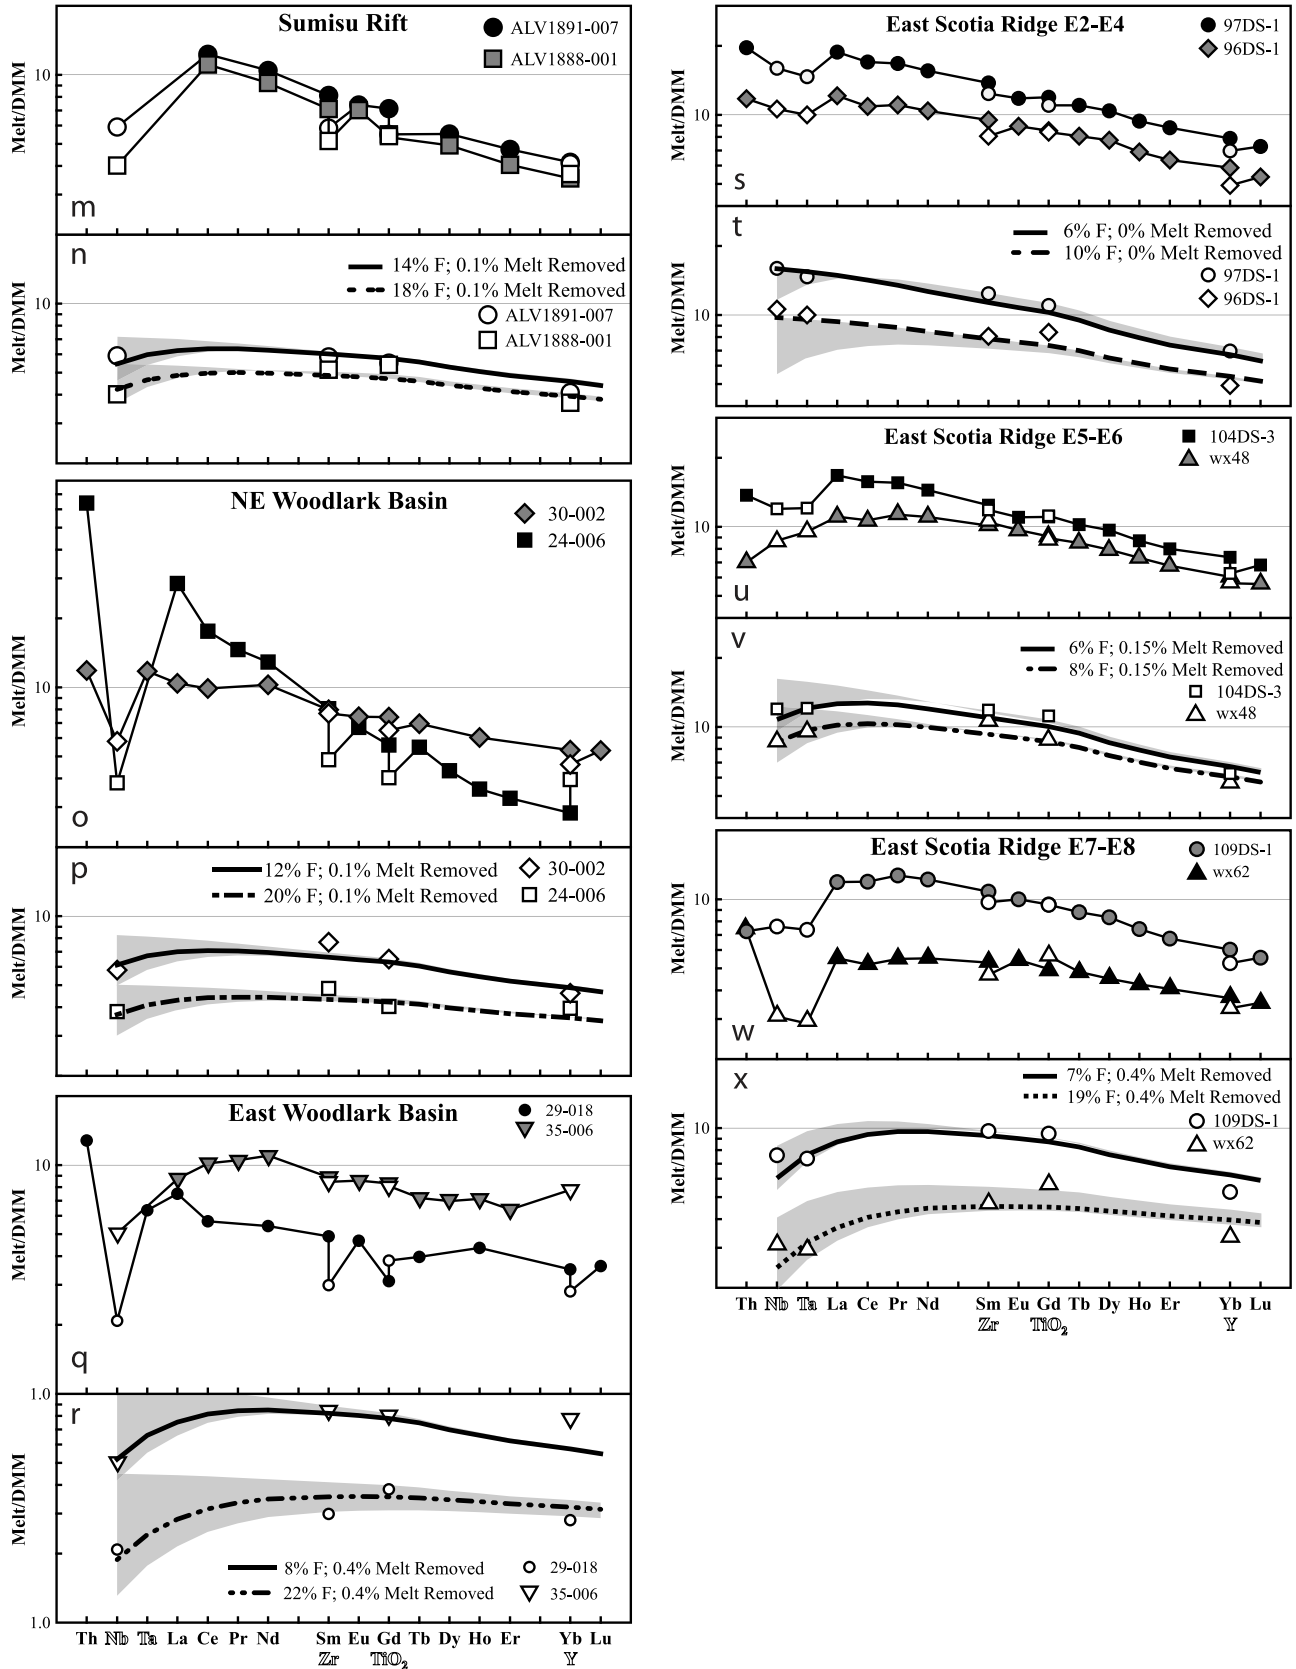 Sumisu Rift
ALV1891-007
ALV1888-001
10
Melt/DMM
m
n
14% F; 0.1% Melt Removed
18% F; 0.1% Melt Removed
ALV1891-007
ALV1888-001
10
Melt/DMM
NE Woodlark Basin
30-002
24-006
10
Melt/DMM
o
p
12% F; 0.1% Melt Removed
20% F; 0.1% Melt Removed
30-002
24-006
10
Melt/DMM
East Woodlark Basin
29-018
35-006
10
Melt/DMM
q
1.0
r
Melt/DMM
8% F; 0.4% Melt Removed
22% F; 0.4% Melt Removed
29-018
35-006
1.0
Th Nb Ta La Ce Pr Nd Sm Eu Gd Tb Dy Ho Er Yb Lu
Zr TiO₂ Y
East Scotia Ridge E2-E4
97DS-1
96DS-1
10
Melt/DMM
s
t
6% F; 0% Melt Removed
10% F; 0% Melt Removed
97DS-1
96DS-1
10
Melt/DMM
East Scotia Ridge E5-E6
104DS-3
wx48
10
Melt/DMM
u
v
6% F; 0.15% Melt Removed
8% F; 0.15% Melt Removed
104DS-3
wx48
10
Melt/DMM
East Scotia Ridge E7-E8
109DS-1
wx62
10
Melt/DMM
w
x
7% F; 0.4% Melt Removed
19% F; 0.4% Melt Removed
109DS-1
wx62
10
Melt/DMM
Th Nb Ta La Ce Pr Nd Sm Eu Gd Tb Dy Ho Er Yb Lu
Zr TiO₂ Y